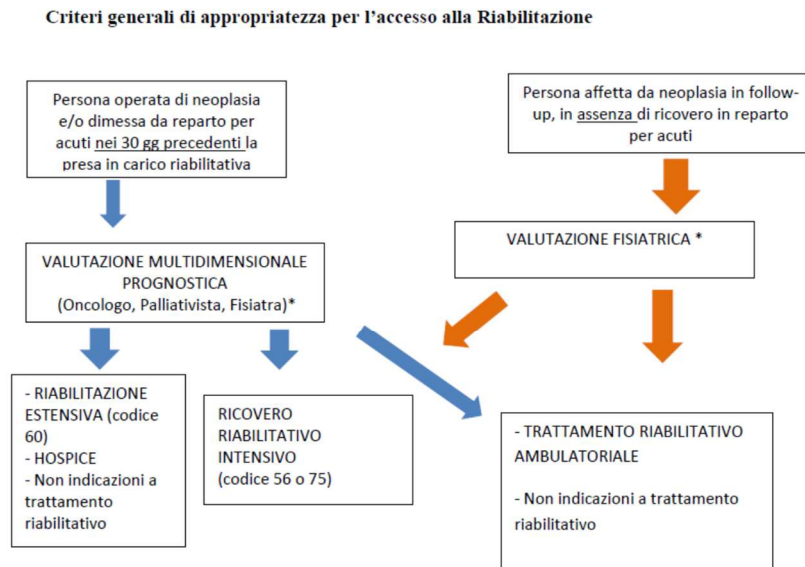 Criteri generali di appropriatezza per l’accesso alla Riabilitazione
Persona operata di neoplasia
e/o dimessa da reparto per
acuti nei 30 gg precedenti la
presa in carico riabilitativa
Persona affetta da neoplasia in follow-
up, in assenza di ricovero in reparto
per acuti
VALUTAZIONE MULTIDIMENSIONALE
PROGNOSTICA
(Oncologo, Palliativista, Fisiatra)*
VALUTAZIONE FISIATRICA *
- RIABILITAZIONE
ESTENSIVA (codice
60)
- HOSPICE
- Non indicazioni a
trattamento
riabilitativo
RICOVERO
RIABILITATIVO
INTENSIVO
(codice 56 o 75)
- TRATTAMENTO RIABILITATIVO
AMBULATORIALE
- Non indicazioni a trattamento
riabilitativo